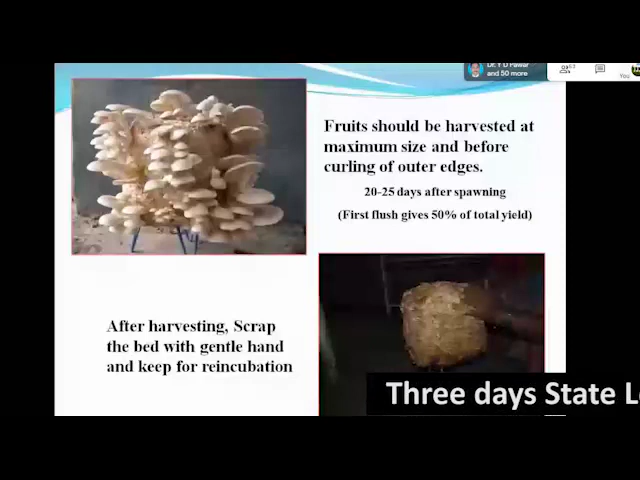 Dr. Y D Pawar
and 50 more
53
You
Fruits should be harvested at
maximum size and before
curling of outer edges.
20-25 days after spawning
(First flush gives 50% of total yield)
After harvesting, Scrap
the bed with gentle hand
and keep for reincubation
Three days State L